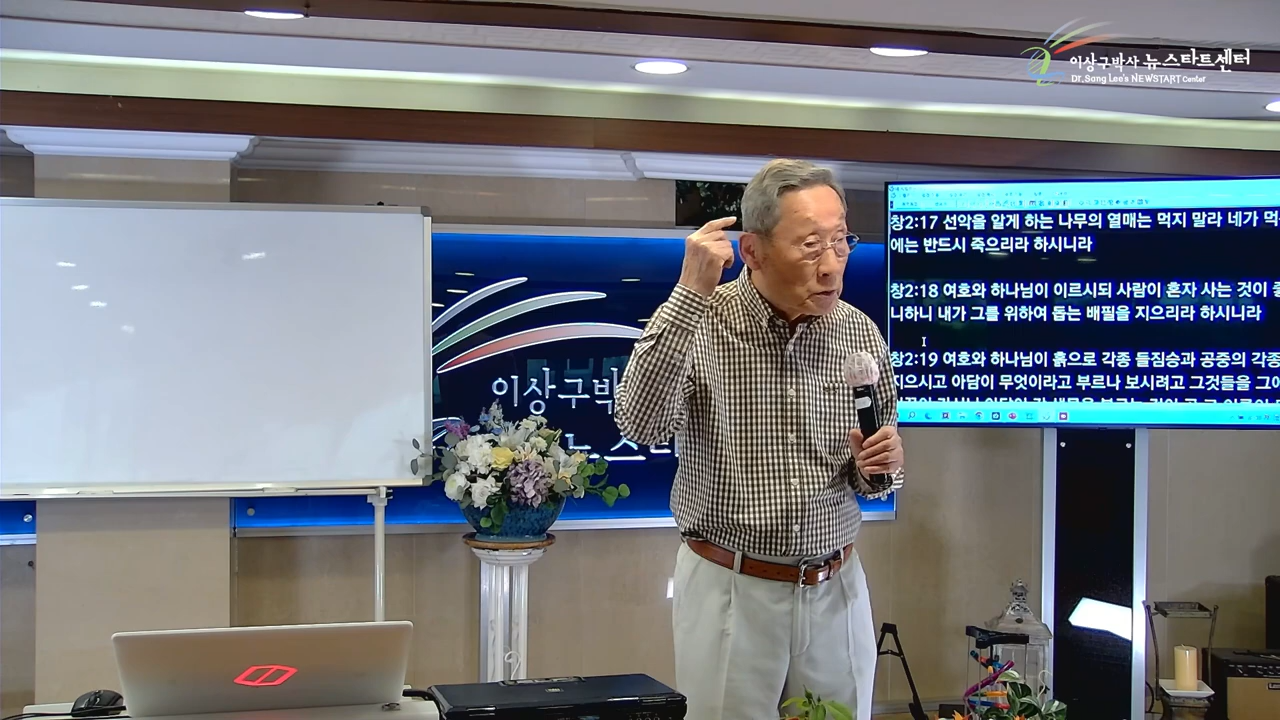 이상구박사 뉴스타트센터
Dr. Sang Lee's NEWSTART Center
창2:17 선악을 알게 하는 나무의 열매는 먹지 말라 네가
에는 반드시 죽으리라 하시니라
창2:18 여호와 하나님이 이르시되 사람이 혼자 사는 것이
니하니 내가 그를 위하여 돕는 배필을 지으리라 하시니라
창2:19 여호와 하나님이 흙으로 각종 들짐승과 공중의 각종
지으시고 아담이 무엇이라고 부르나 보시려고 그것들을
이상구
뉴스